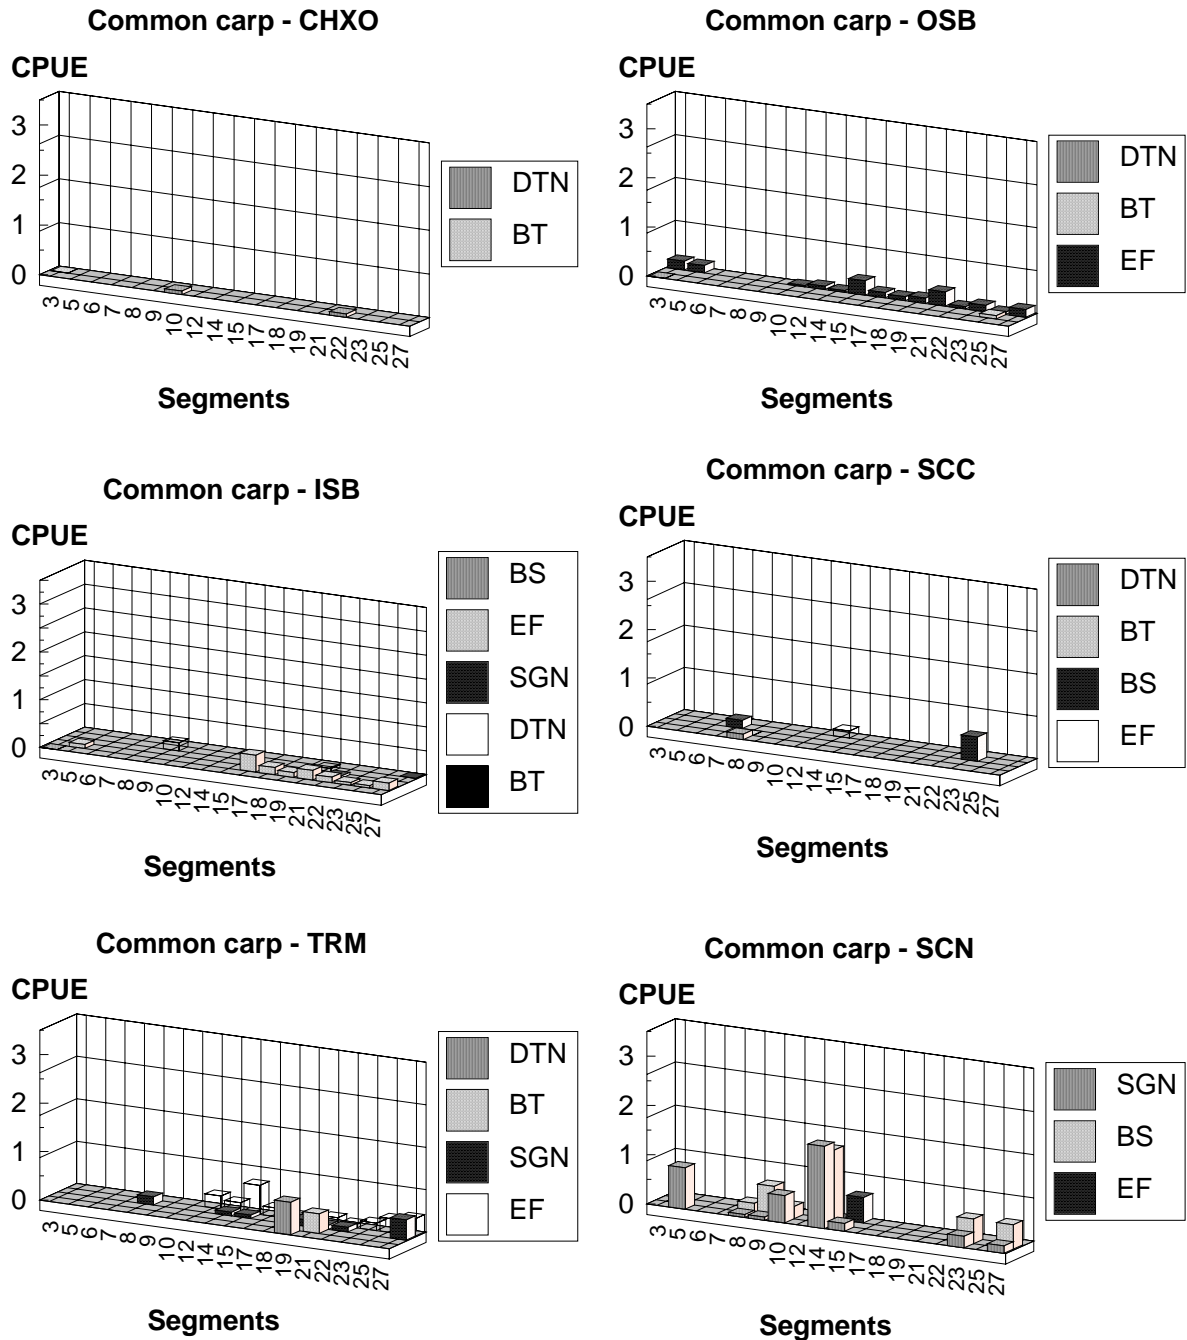 Common carp - CHXO
CPUE
3
2
1
0
3 5 6 7 8 9 10 12 14 15 17 18 19 21 22 23 25 27
Segments
DTN
BT
Common carp - OSB
CPUE
3
2
1
0
3 5 6 7 8 9 10 12 14 15 17 18 19 21 22 23 25 27
Segments
DTN
BT
EF
Common carp - ISB
CPUE
3
2
1
0
3 5 6 7 8 9 10 12 14 15 17 18 19 21 22 23 25 27
Segments
BS
EF
SGN
DTN
BT
Common carp - SCC
CPUE
3
2
1
0
3 5 6 7 8 9 10 12 14 15 17 18 19 21 22 23 25 27
Segments
DTN
BT
BS
EF
Common carp - TRM
CPUE
3
2
1
0
3 5 6 7 8 9 10 12 14 15 17 18 19 21 22 23 25 27
Segments
DTN
BT
SGN
EF
Common carp - SCN
CPUE
3
2
1
0
3 5 6 7 8 9 10 12 14 15 17 18 19 21 22 23 25 27
Segments
SGN
BS
EF